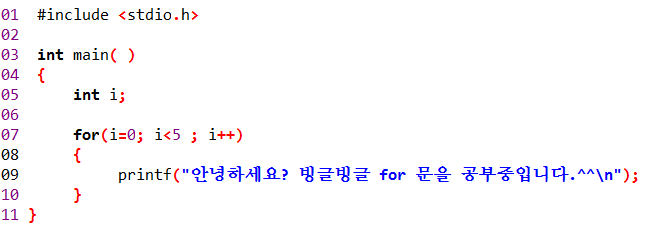 01 #include <stdio.h>
02
03 int main( )
04 {
05 int i;
06
07 for(i=0; i<5 ; i++)
08 {
09 printf("안녕하세요? 빙글빙글 for 문을 공부중입니다.^^\n");
10 }
11 }